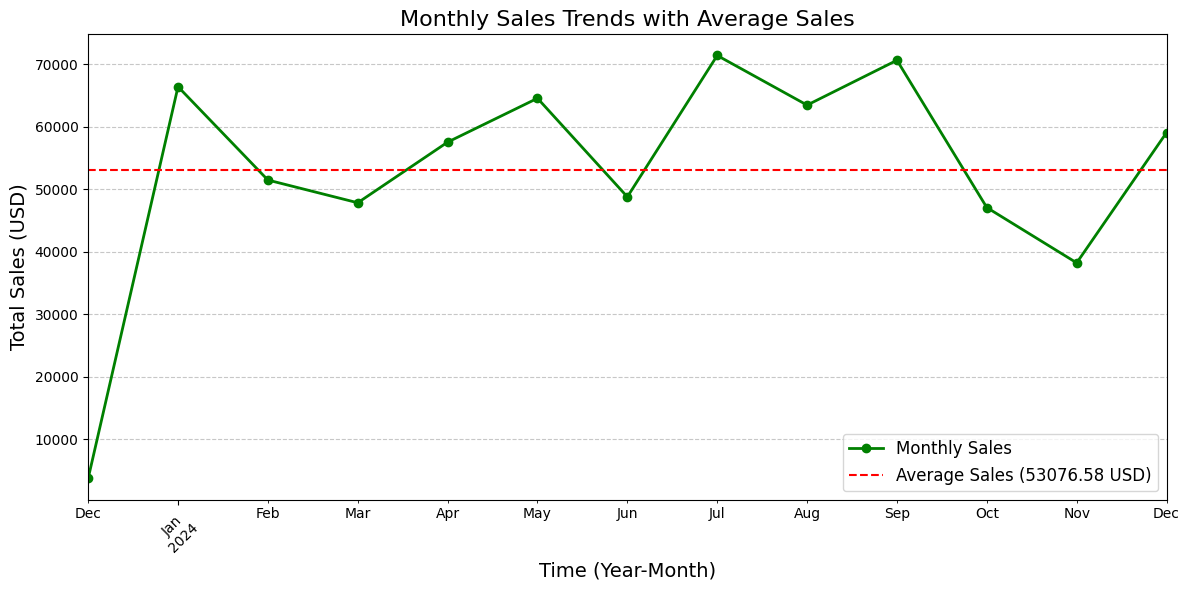 Monthly Sales Trends with Average Sales
Total Sales (USD)
70000
60000
50000
40000
30000
20000
10000
Monthly Sales
Average Sales (53076.58 USD)
Dec Jan Feb Mar Apr May Jun Jul Aug Sep Oct Nov Dec
2024
Time (Year-Month)